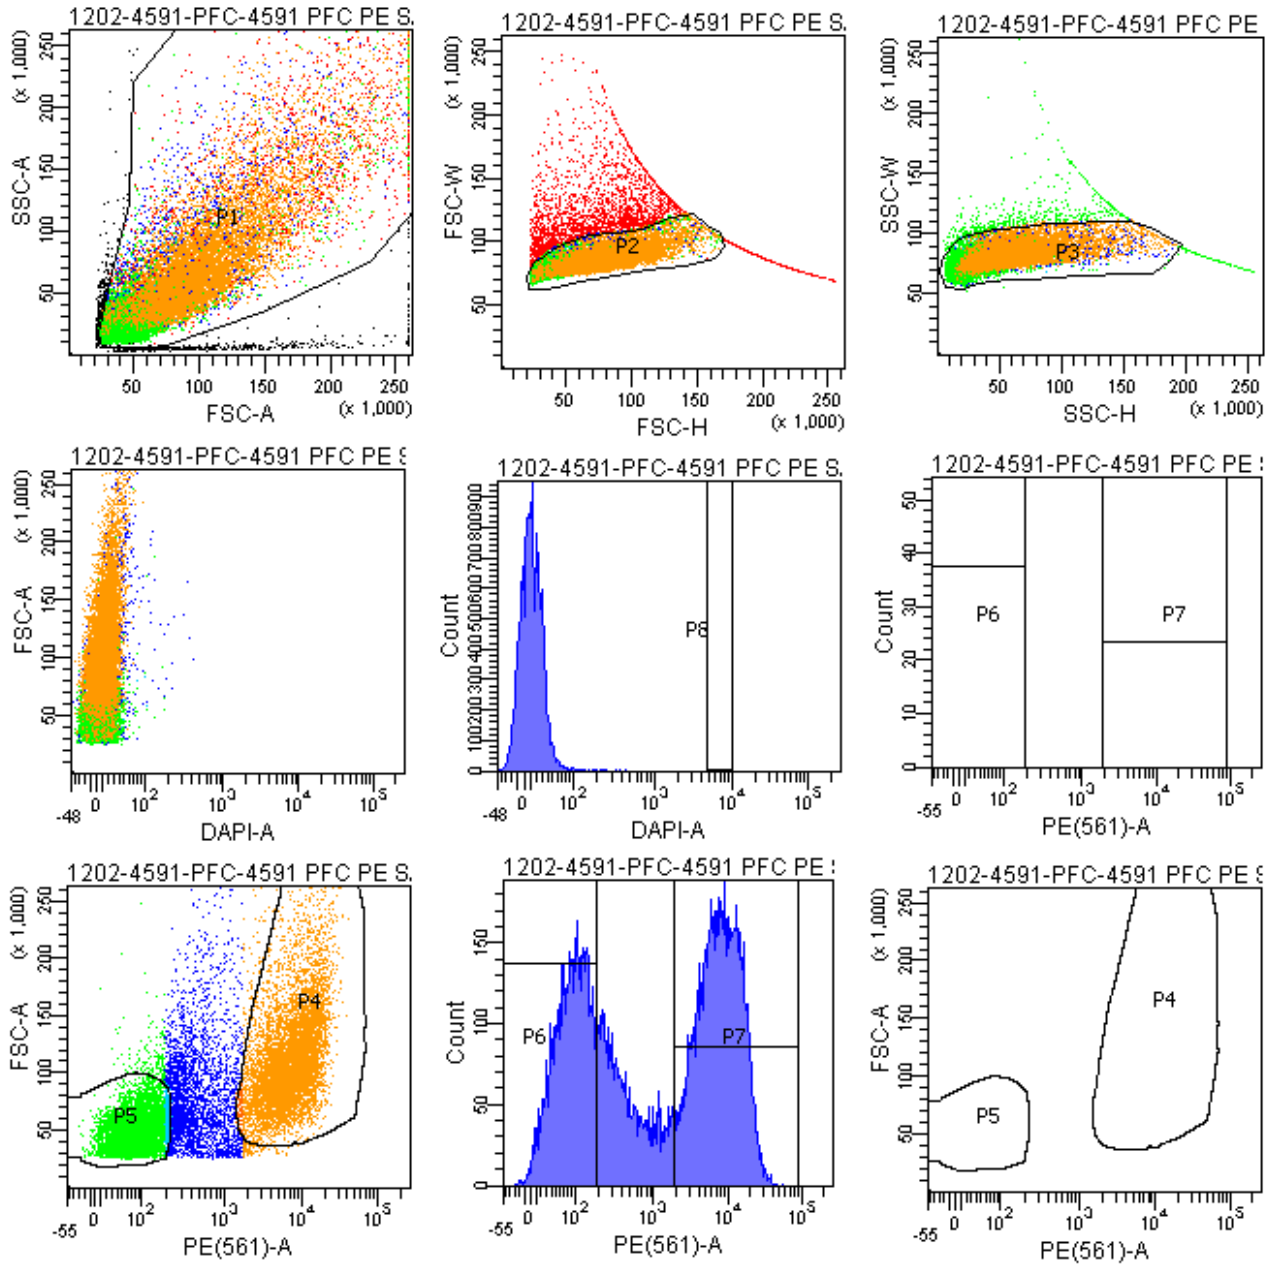 1202-4591-PFC-4591 PFC PE S.
(x 1,000)
250
200
150
100
50
SSC-A
P1
50 100 150 200 250
FSC-A
(x 1,000)
1202-4591-PFC-4591 PFC PE S.
(x 1,000)
250
200
150
100
50
FSC-W
P2
50 100 150 200 250
FSC-H
(x 1,000)
1202-4591-PFC-4591 PFC PE
(x 1,000)
250
200
150
100
50
SSC-W
P3
50 100 150 200 250
SSC-H
(x 1,000)
1202-4591-PFC-4591 PFC PE S
(x 1,000)
250
200
150
100
50
FSC-A
-48 0 10^2 10^3 10^4 10^5
DAPI-A
1202-4591-PFC-4591 PFC PE S.
900
800
700
600
500
400
300
200
100
0
Count
P8
-48 0 10^2 10^3 10^4 10^5
DAPI-A
1202-4591-PFC-4591 PFC PE S
50
40
30
20
10
0
Count
P6
P7
-55 0 10^2 10^3 10^4 10^5
PE(561)-A
1202-4591-PFC-4591 PFC PE S.
(x 1,000)
250
200
150
100
50
FSC-A
P4
P5
-55 0 10^2 10^3 10^4 10^5
PE(561)-A
1202-4591-PFC-4591 PFC PE S
150
100
50
0
Count
P6
P7
-55 0 10^2 10^3 10^4 10^5
PE(561)-A
1202-4591-PFC-4591 PFC PE S
(x 1,000)
250
200
150
100
50
FSC-A
P4
P5
-55 0 10^2 10^3 10^4 10^5
PE(561)-A